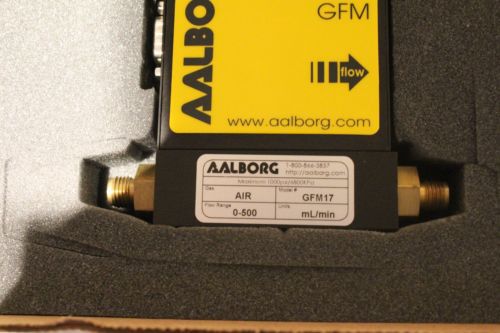 GFM
AALBO
flow
www.aalborg.com
AALBORG
1-800-866-3837
http://aalborg.com/
Maximum 1000psi/6800kPa
Gas
AIR
Model #
GFM17
Flow Range
0-500
Units
mL/min